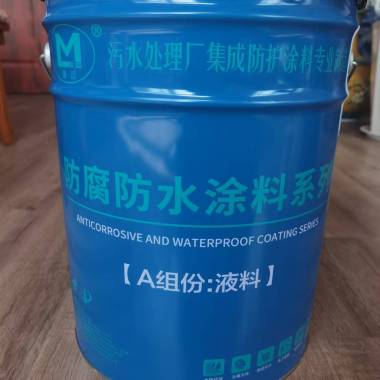 LM®
污水处理厂集成防护涂料专业
防腐防水涂料系列
ANTICORROSIVE AND WATERPROOF COATING SERIES
【A组份:液料】